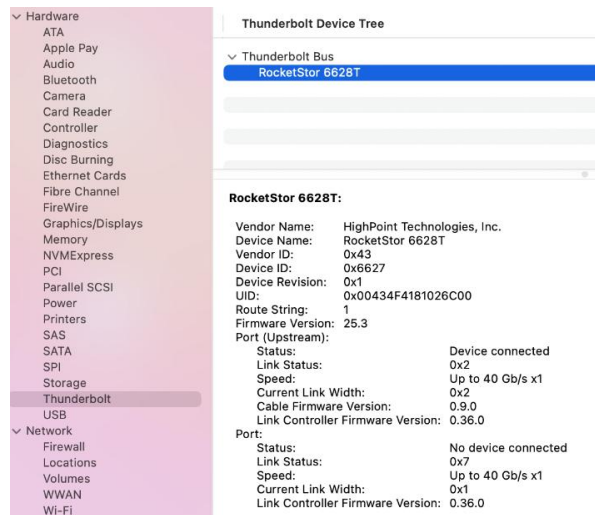 Hardware
ATA
Apple Pay
Audio
Bluetooth
Camera
Card Reader
Controller
Diagnostics
Disc Burning
Ethernet Cards
Fibre Channel
FireWire
Graphics/Displays
Memory
NVMExpress
PCI
Parallel SCSI
Power
Printers
SAS
SATA
SPI
Storage
Thunderbolt
USB
Network
Firewall
Locations
Volumes
WWAN
Wi-Fi
Thunderbolt Device Tree
Thunderbolt Bus
RocketStor 6628T
RocketStor 6628T:
Vendor Name: HighPoint Technologies, Inc.
Device Name: RocketStor 6628T
Vendor ID: 0x43
Device ID: 0x6627
Device Revision: 0x1
UID: 0x00434F4181026C00
Route String: 1
Firmware Version: 25.3
Port (Upstream):
Status: Device connected
Link Status: 0x2
Speed: Up to 40 Gb/s x1
Current Link Width: 0x2
Cable Firmware Version: 0.9.0
Link Controller Firmware Version: 0.36.0
Port:
Status: No device connected
Link Status: 0x7
Speed: Up to 40 Gb/s x1
Current Link Width: 0x1
Link Controller Firmware Version: 0.36.0